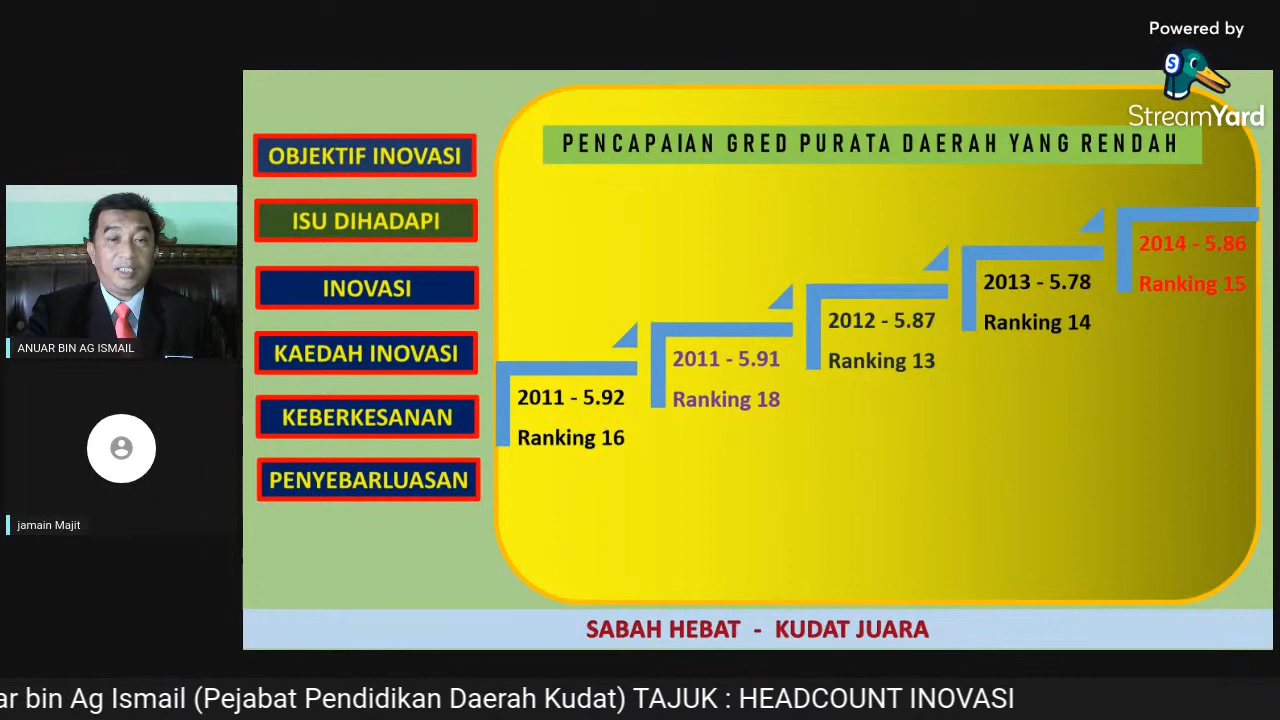 Powered by
StreamYard
PENCAPAIAN GRED PURATA DAERAH YANG RENDAH
OBJEKTIF INOVASI
ISU DIHADAPI
INOVASI
KAEDAH INOVASI
KEBERKESANAN
PENYEBARLUASAN
2011 - 5.92
Ranking 16
2011 - 5.91
Ranking 18
2012 - 5.87
Ranking 13
2013 - 5.78
Ranking 14
2014 - 5.86
Ranking 15
ANUAR BIN AG ISMAIL
jamain Majit
SABAH HEBAT - KUDAT JUARA
ar bin Ag Ismail (Pejabat Pendidikan Daerah Kudat) TAJUK : HEADCOUNT INOVASI